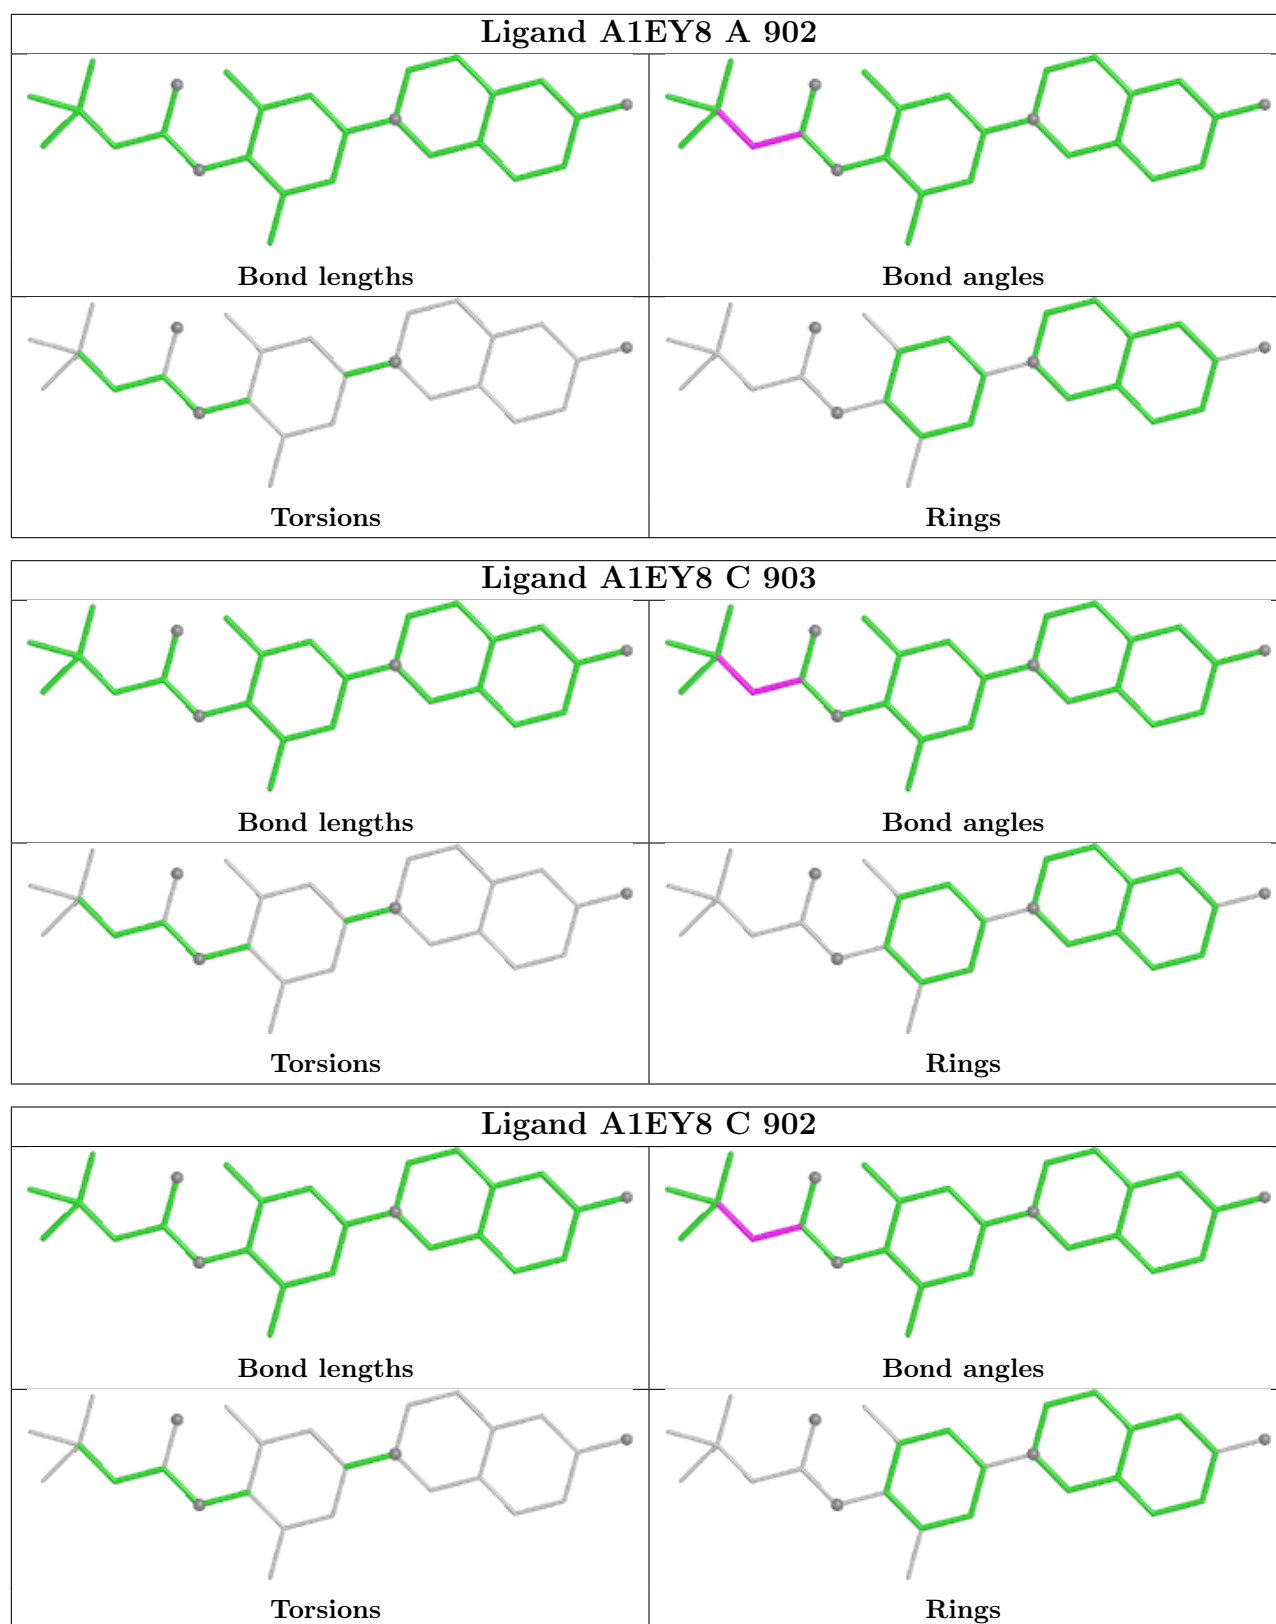 Ligand A1EY8 A 902
Bond lengths
Bond angles
Torsions
Rings
Ligand A1EY8 C 903
Bond lengths
Bond angles
Torsions
Rings
Ligand A1EY8 C 902
Bond lengths
Bond angles
Torsions
Rings